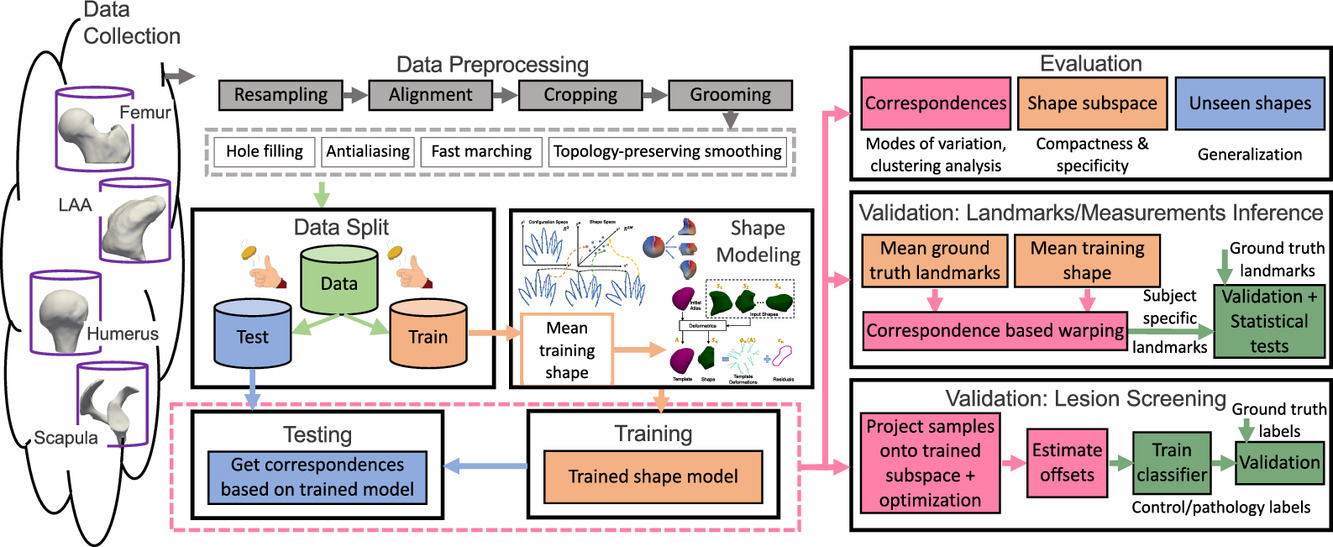 Data
Collection
Femur
LAA
Humerus
Scapula
Data Preprocessing
Resampling
Alignment
Cropping
Grooming
Hole filling
Antialiasing
Fast marching
Topology-preserving smoothing
Data Split
Data
Test
Train
Shape
Modeling
Configuration Space
Shape Space
Initial
Atlas
Input Shapes
Deformetrica
Mean
training
shape
Template
Shape
Template
Deformations
Residuals
Testing
Get correspondences
based on trained model
Training
Trained shape model
Evaluation
Correspondences
Shape subspace
Unseen shapes
Modes of variation,
clustering analysis
Compactness &
specificity
Generalization
Validation: Landmarks/Measurements Inference
Mean ground
truth landmarks
Mean training
shape
Ground truth
landmarks
Correspondence based warping
Subject
specific
landmarks
Validation +
Statistical
tests
Validation: Lesion Screening
Project samples
onto trained
subspace +
optimization
Estimate
offsets
Train
classifier
Ground truth
labels
Validation
Control/pathology labels